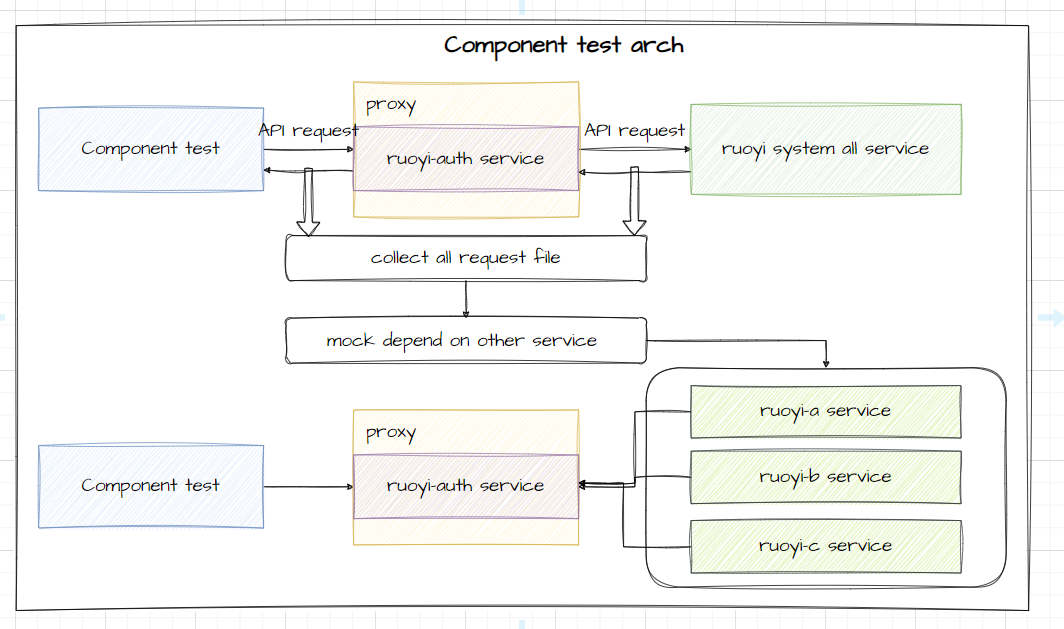 Component test arch
proxy
API request
API request
Component test
ruoyi-auth service
ruoyi system all service
collect all request file
mock depend on other service
ruoyi-a service
proxy
ruoyi-b service
Component test
ruoyi-auth service
ruoyi-c service